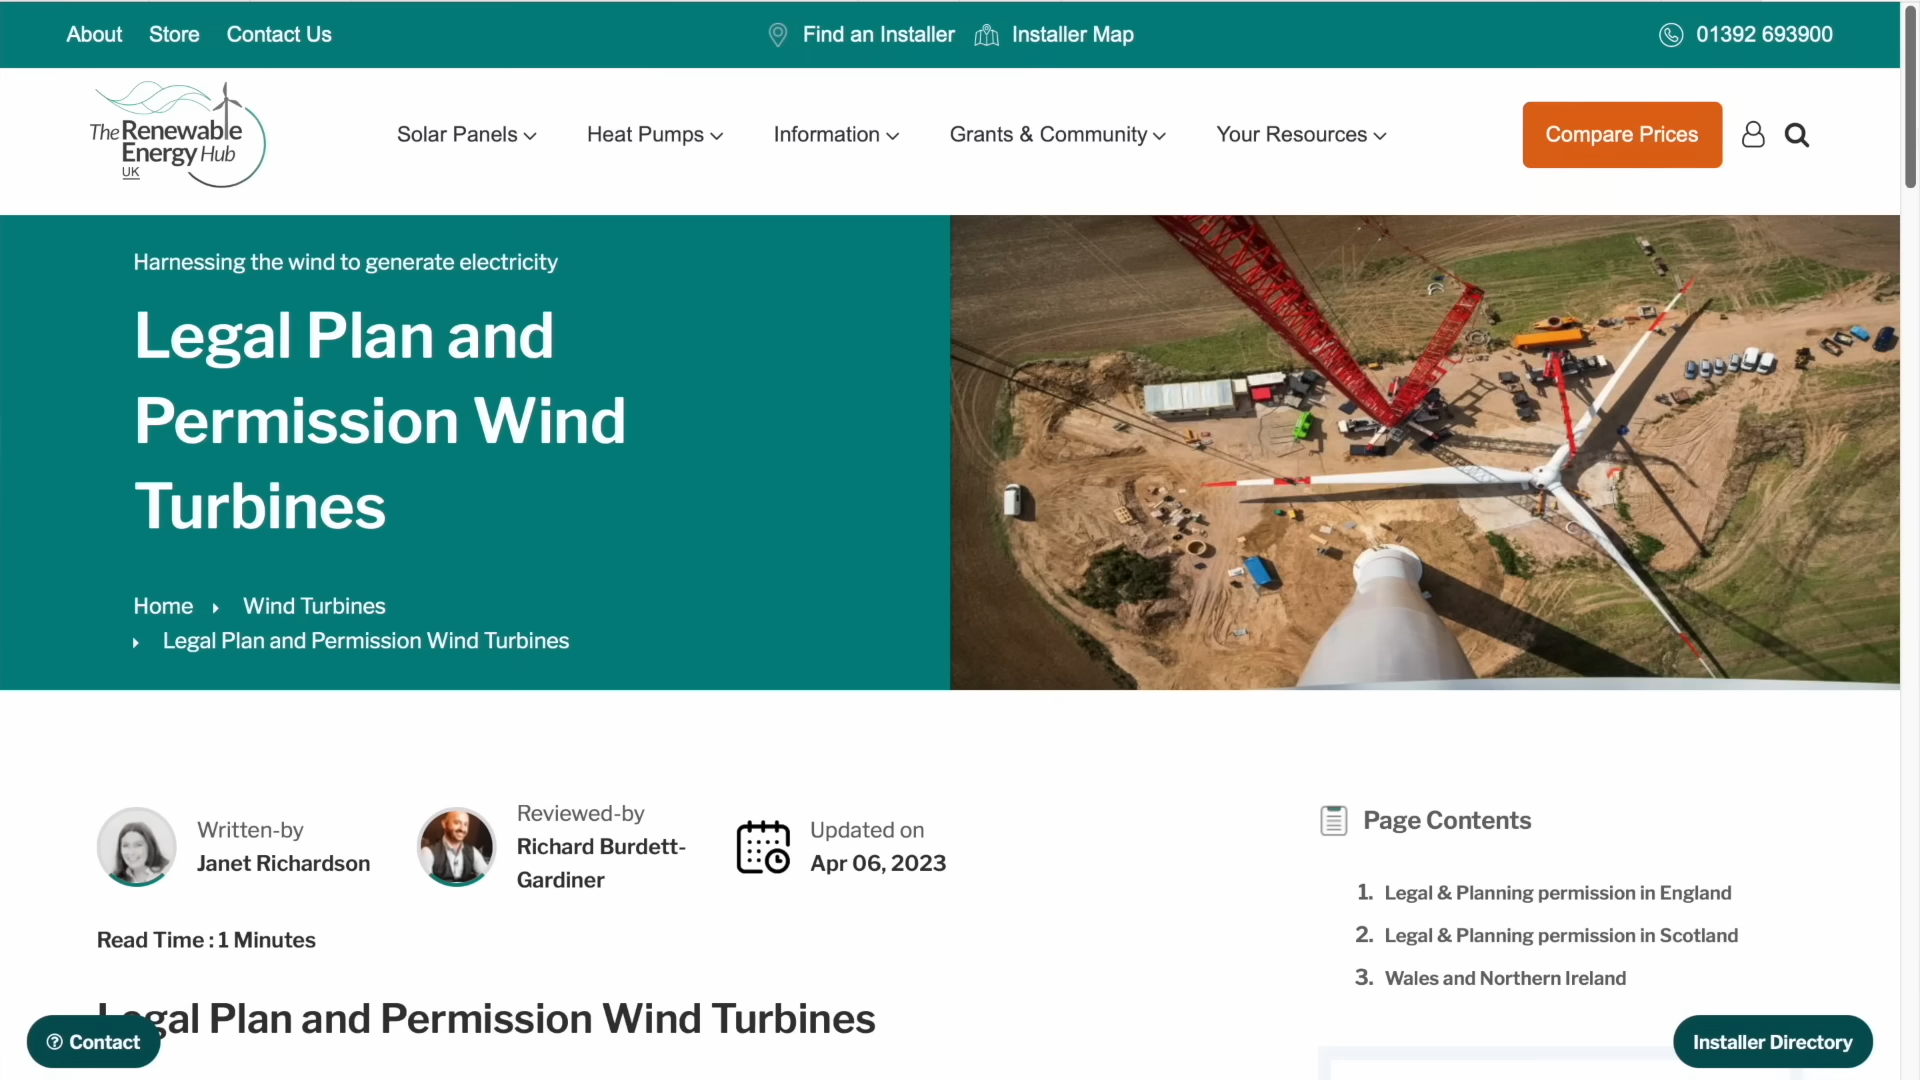 About Store Contact Us Find an Installer Installer Map 01392 693900
The Renewable Energy Hub UK
Solar Panels Heat Pumps Information Grants & Community Your Resources Compare Prices
Harnessing the wind to generate electricity
Legal Plan and
Permission Wind
Turbines
Home Wind Turbines
Legal Plan and Permission Wind Turbines
Written-by
Janet Richardson
Reviewed-by
Richard Burdett-
Gardiner
Updated on
Apr 06, 2023
Read Time : 1 Minutes
Page Contents
1. Legal & Planning permission in England
2. Legal & Planning permission in Scotland
3. Wales and Northern Ireland
Legal Plan and Permission Wind Turbines
Contact
Installer Directory